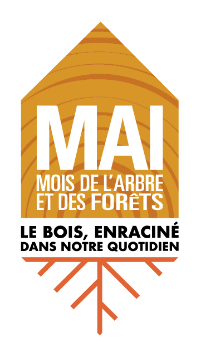 MAI
MOIS DE L'ARBRE
ET DES FORÊTS
LE BOIS, ENRACINÉ
DANS NOTRE QUOTIDIEN